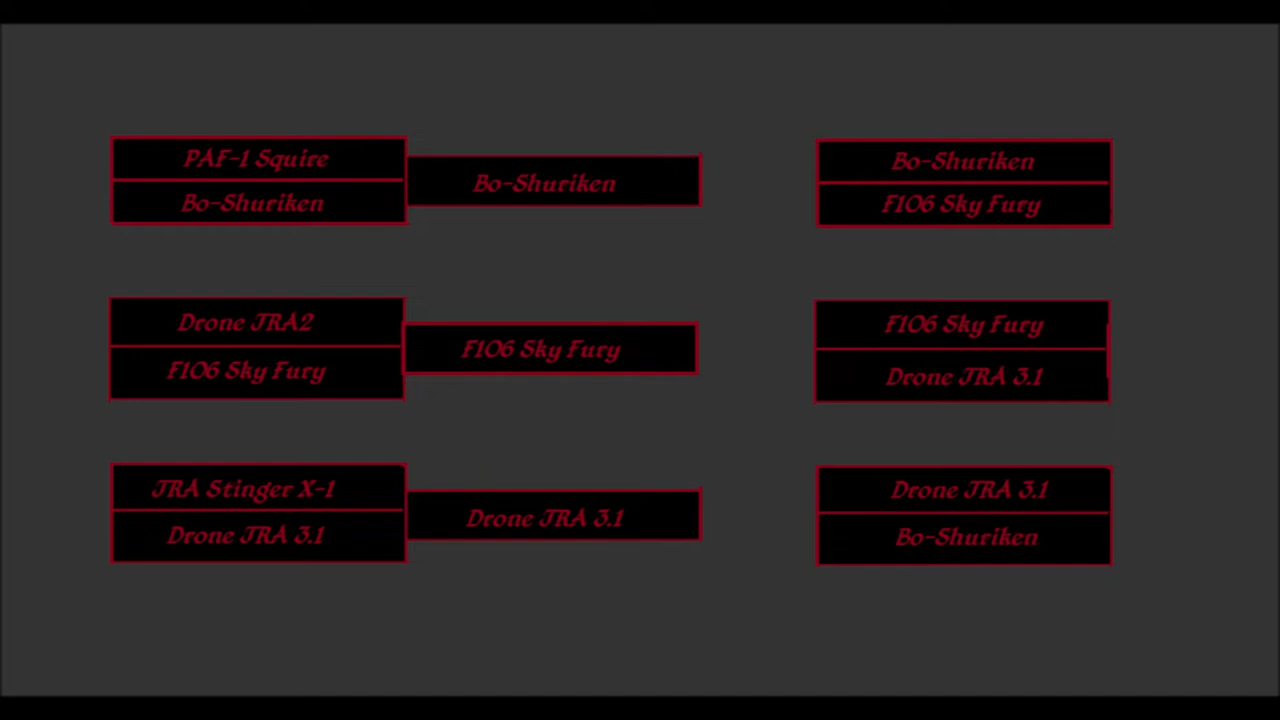 PAF-1 Squire
Bo-Shuriken
Bo-Shuriken
Bo-Shuriken
F106 Sky Fury
Drone JRA2
F106 Sky Fury
F106 Sky Fury
F106 Sky Fury
Drone JRA 3.1
JRA Stinger X-1
Drone JRA 3.1
Drone JRA 3.1
Drone JRA 3.1
Bo-Shuriken